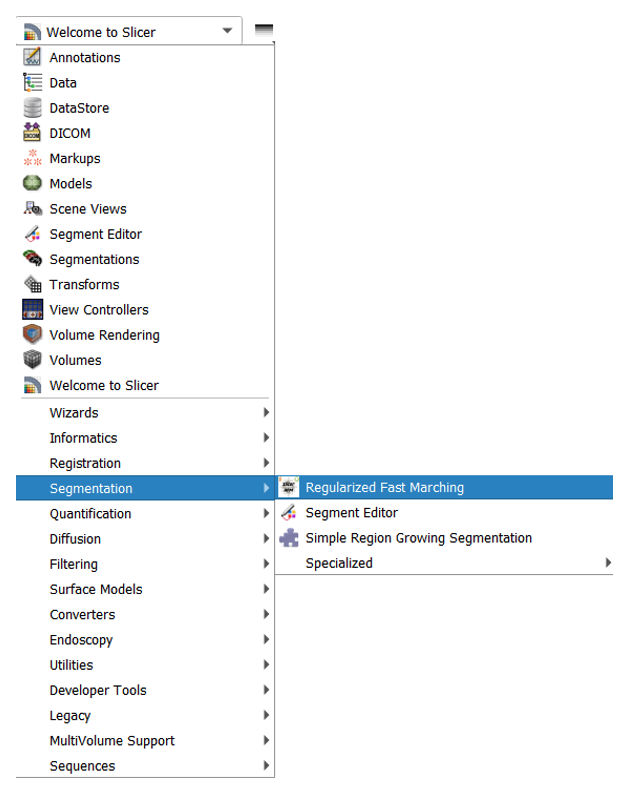 Welcome to Slicer
Annotations
Data
DataStore
DICOM
Markups
Models
Scene Views
Segment Editor
Segmentations
Transforms
View Controllers
Volume Rendering
Volumes
Welcome to Slicer
Wizards
Informatics
Registration
Segmentation
Regularized Fast Marching
Quantification
Segment Editor
Diffusion
Simple Region Growing Segmentation
Filtering
Specialized
Surface Models
Converters
Endoscopy
Utilities
Developer Tools
Legacy
MultiVolume Support
Sequences